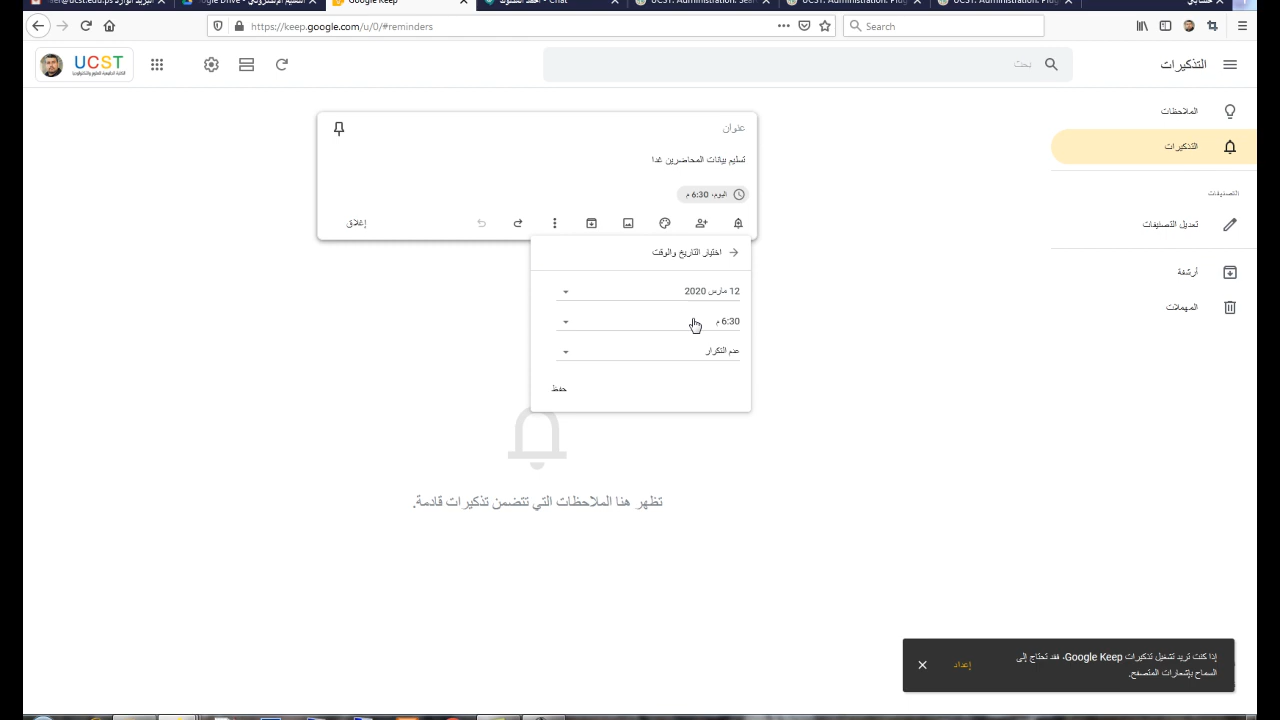 Google Keep
Chat
https://keep.google.com/u/0/#reminders
Search
UCST
بحث
التذكيرات
الملاحظات
التذكيرات
التصنيفات
تعديل التصنيفات
أرشفة
المهملات
عنوان
تسليم بيانات المحاضرين غدا
اليوم، 6:30 م
إغلاق
اختيار التاريخ والوقت
12 مارس 2020
6:30 م
عدم التكرار
حفظ
تظهر هنا الملاحظات التي تتضمن تذكيرات قادمة.
إذا كنت تريد تشغيل تذكيرات Google Keep، فقد تحتاج إلى
السماح بإشعارات المتصفح.
إعداد